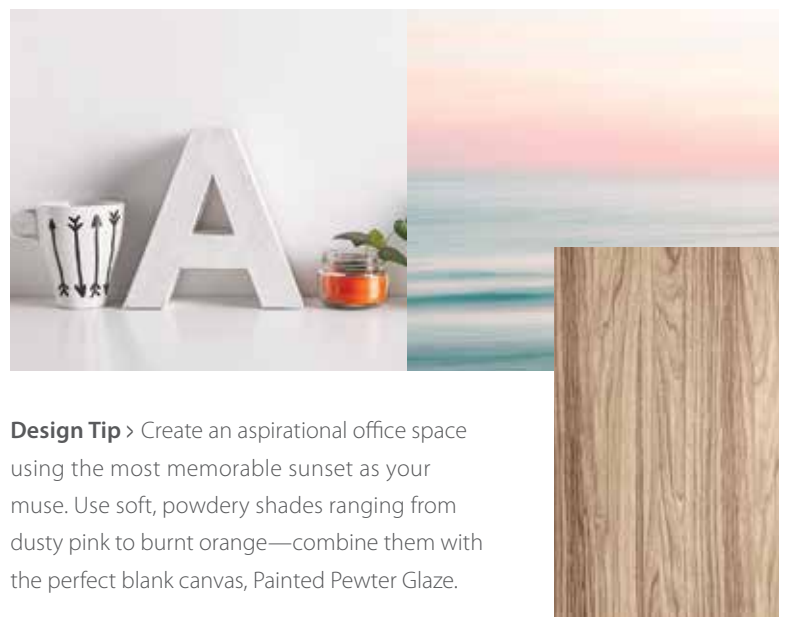 A
Design Tip › Create an aspirational office space
using the most memorable sunset as your
muse. Use soft, powdery shades ranging from
dusty pink to burnt orange—combine them with
the perfect blank canvas, Painted Pewter Glaze.